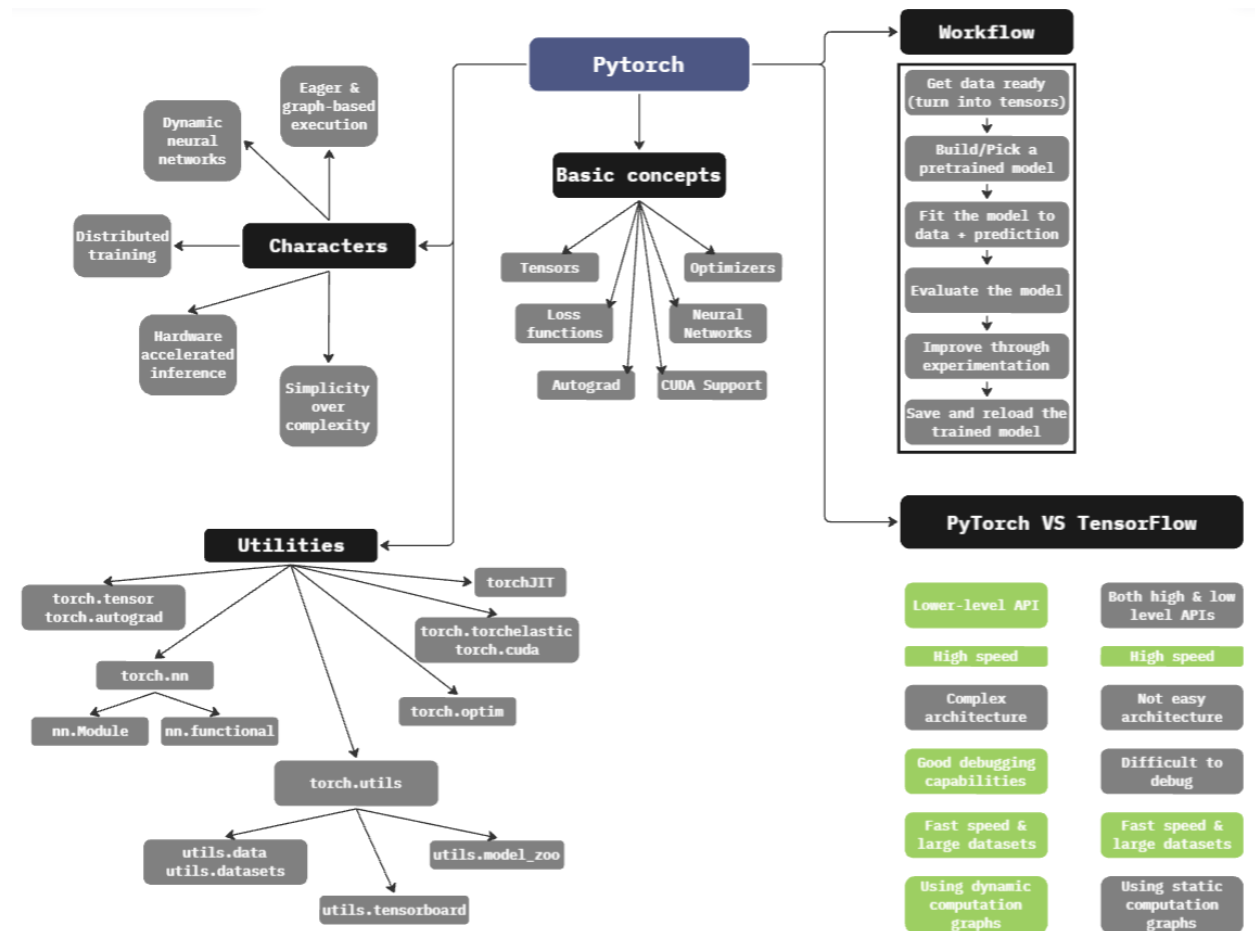 Pytorch
Workflow
Get data ready
(turn into tensors)
Build/Pick a
pretrained model
Fit the model to
data + prediction
Evaluate the model
Improve through
experimentation
Save and reload the
trained model
Basic concepts
Tensors
Optimizers
Loss
functions
Neural
Networks
Autograd
CUDA Support
Characters
Eager &
graph-based
execution
Dynamic
neural
networks
Distributed
training
Hardware
accelerated
inference
Simplicity
over
complexity
Utilities
torch.tensor
torch.autograd
torch.nn
nn.Module
nn.functional
torch.utils
utils.data
utils.datasets
utils.tensorboard
utils.model_zoo
torch.optim
torch.torchelastic
torch.cuda
torchJIT
PyTorch VS TensorFlow
Lower-level API
Both high & low
level APIs
High speed
High speed
Complex
architecture
Not easy
architecture
Good debugging
capabilities
Difficult to
debug
Fast speed &
large datasets
Fast speed &
large datasets
Using dynamic
computation
graphs
Using static
computation
graphs